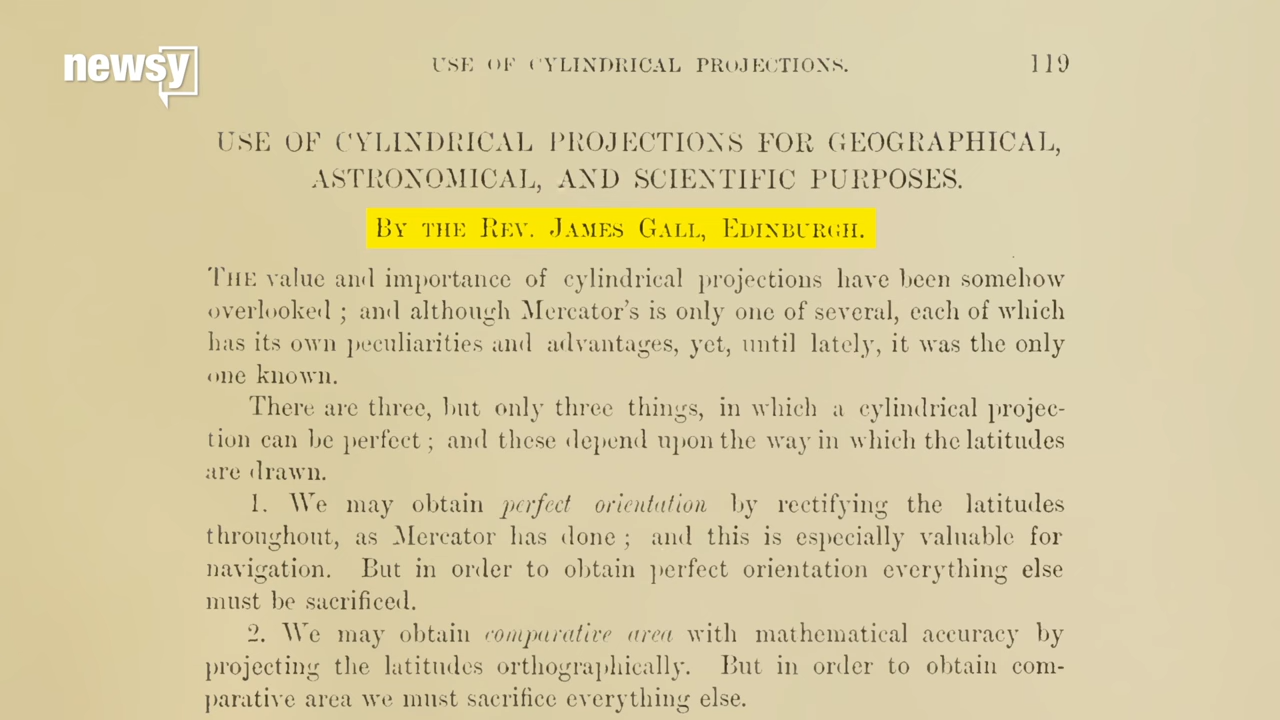 newsy
USE OF CYLINDRICAL PROJECTIONS. 119
USE OF CYLINDRICAL PROJECTIONS FOR GEOGRAPHICAL,
ASTRONOMICAL, AND SCIENTIFIC PURPOSES.
BY THE REV. JAMES GALL, EDINBURGH.
THE value and importance of cylindrical projections have been somehow
overlooked ; and although Mercator's is only one of several, each of which
has its own peculiarities and advantages, yet, until lately, it was the only
one known.
There are three, but only three things, in which a cylindrical projec-
tion can be perfect ; and these depend upon the way in which the latitudes
are drawn.
1. We may obtain perfect orientation by rectifying the latitudes
throughout, as Mercator has done ; and this is especially valuable for
navigation. But in order to obtain perfect orientation everything else
must be sacrificed.
2. We may obtain comparative area with mathematical accuracy by
projecting the latitudes orthographically. But in order to obtain com-
parative area we must sacrifice everything else.